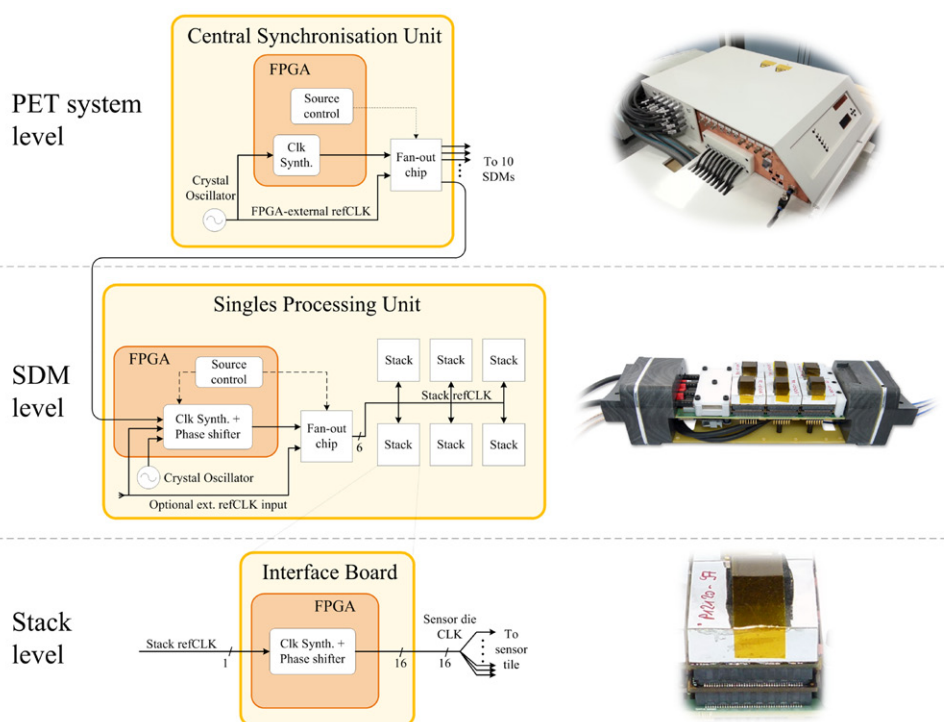 PET system
level
Central Synchronisation Unit
FPGA
Source
control
Clk
Synth.
Fan-out
chip
To 10
SDMs
Crystal
Oscillator
FPGA-external refCLK
SDM
level
Singles Processing Unit
FPGA
Source
control
Clk Synth. +
Phase shifter
Fan-out
chip
6
Crystal Oscillator
Optional ext. refCLK input
Stack
Stack
Stack
Stack refCLK
Stack
Stack
Stack
Stack
level
Interface Board
FPGA
Stack refCLK
1
Clk Synth. +
Phase shifter
16
Sensor die
CLK
16
To
sensor
tile